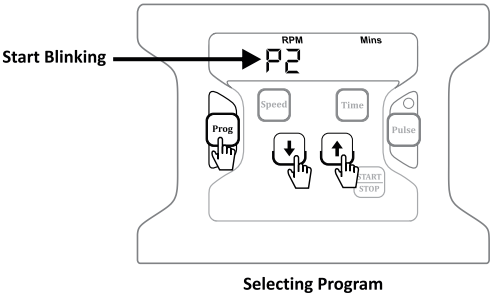 RPM Mins
Start Blinking P2
Speed Time
Prog Pulse
START
STOP
Selecting Program